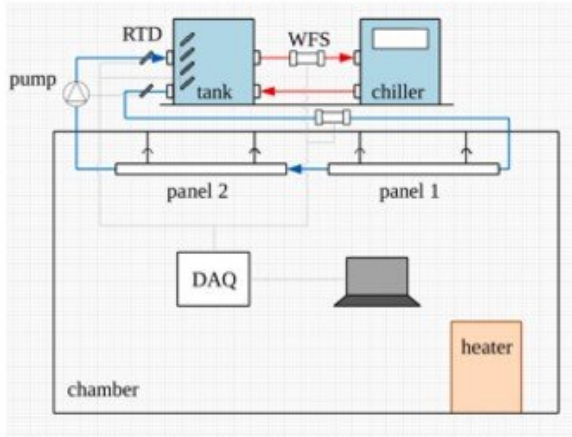 RTD
WFS
pump
tank
chiller
panel 2
panel 1
DAQ
heater
chamber